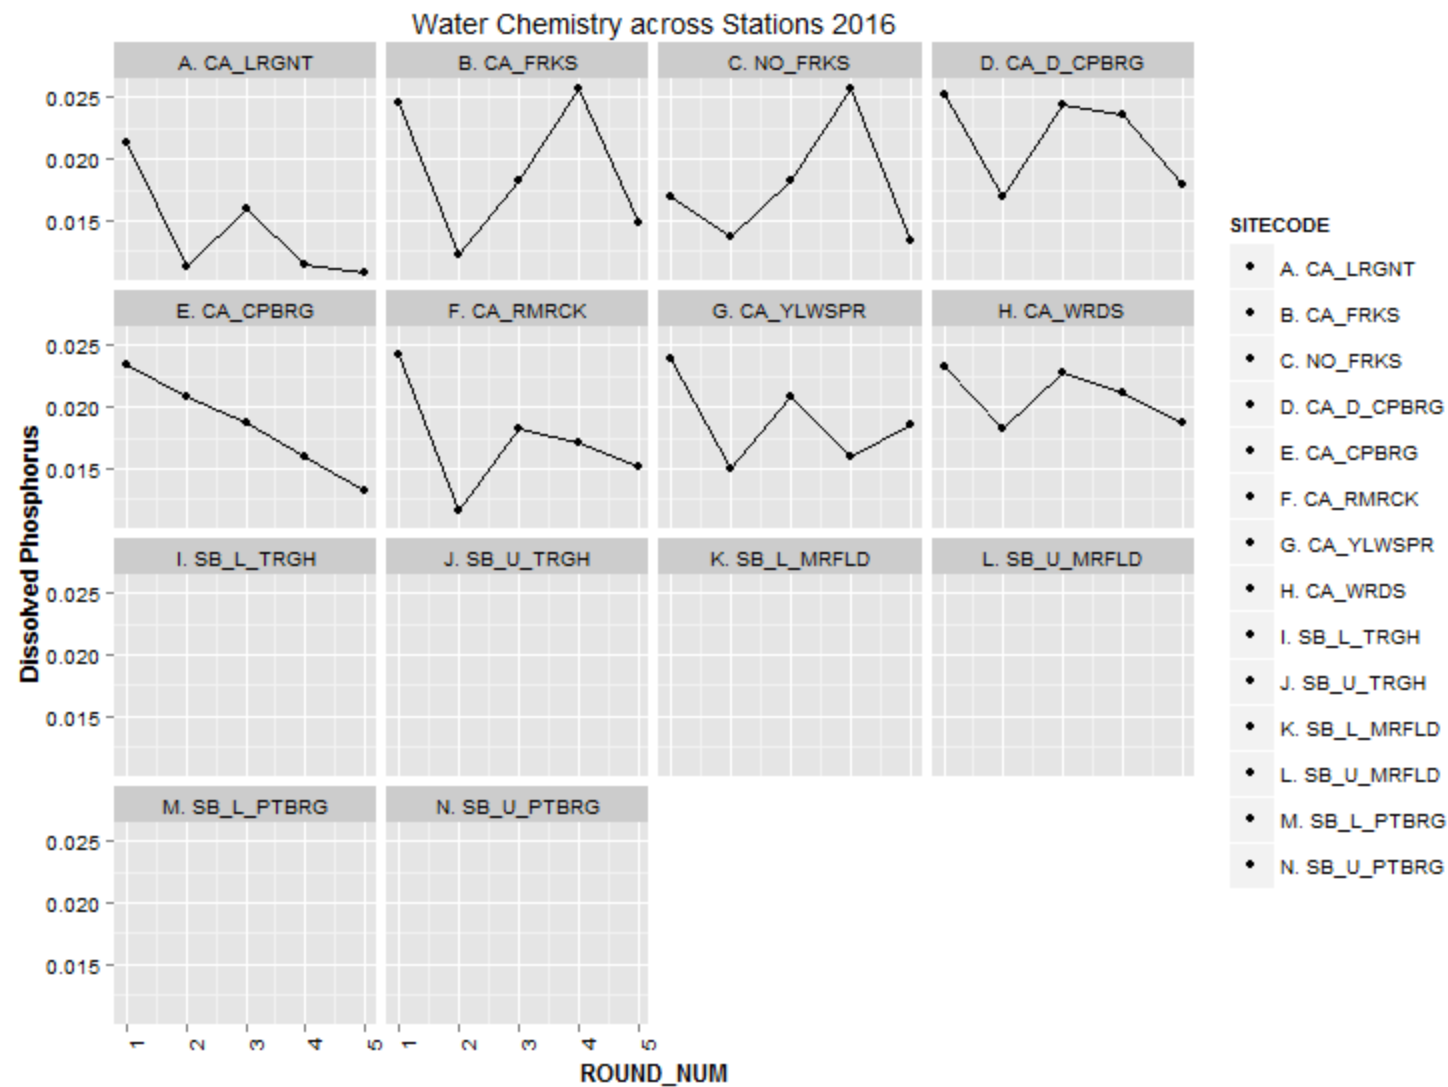 Water Chemistry across Stations 2016
A. CA_LRGNT
B. CA_FRKS
C. NO_FRKS
D. CA_D_CPBRG
0.025
0.020
0.015
E. CA_CPBRG
F. CA_RMRCK
G. CA_YLWSPR
H. CA_WRDS
0.025
0.020
0.015
I. SB_L_TRGH
J. SB_U_TRGH
K. SB_L_MRFLD
L. SB_U_MRFLD
0.025
0.020
0.015
M. SB_L_PTBRG
N. SB_U_PTBRG
0.025
0.020
0.015
1 2 3 4 5
1 2 3 4 5
Dissolved Phosphorus
ROUND_NUM
SITECODE
A. CA_LRGNT
B. CA_FRKS
C. NO_FRKS
D. CA_D_CPBRG
E. CA_CPBRG
F. CA_RMRCK
G. CA_YLWSPR
H. CA_WRDS
I. SB_L_TRGH
J. SB_U_TRGH
K. SB_L_MRFLD
L. SB_U_MRFLD
M. SB_L_PTBRG
N. SB_U_PTBRG